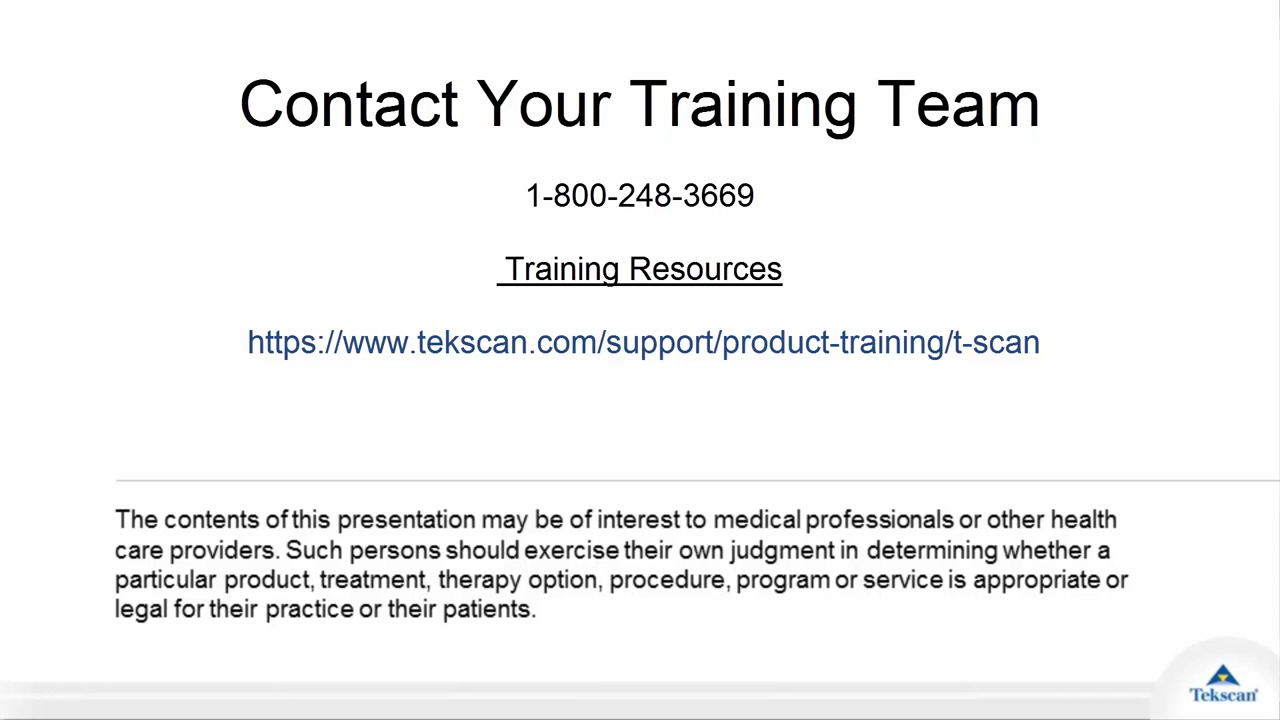 Contact Your Training Team
1-800-248-3669
Training Resources
https://www.tekscan.com/support/product-training/t-scan
The contents of this presentation may be of interest to medical professionals or other health
care providers. Such persons should exercise their own judgment in determining whether a
particular product, treatment, therapy option, procedure, program or service is appropriate or
legal for their practice or their patients.
Tekscan